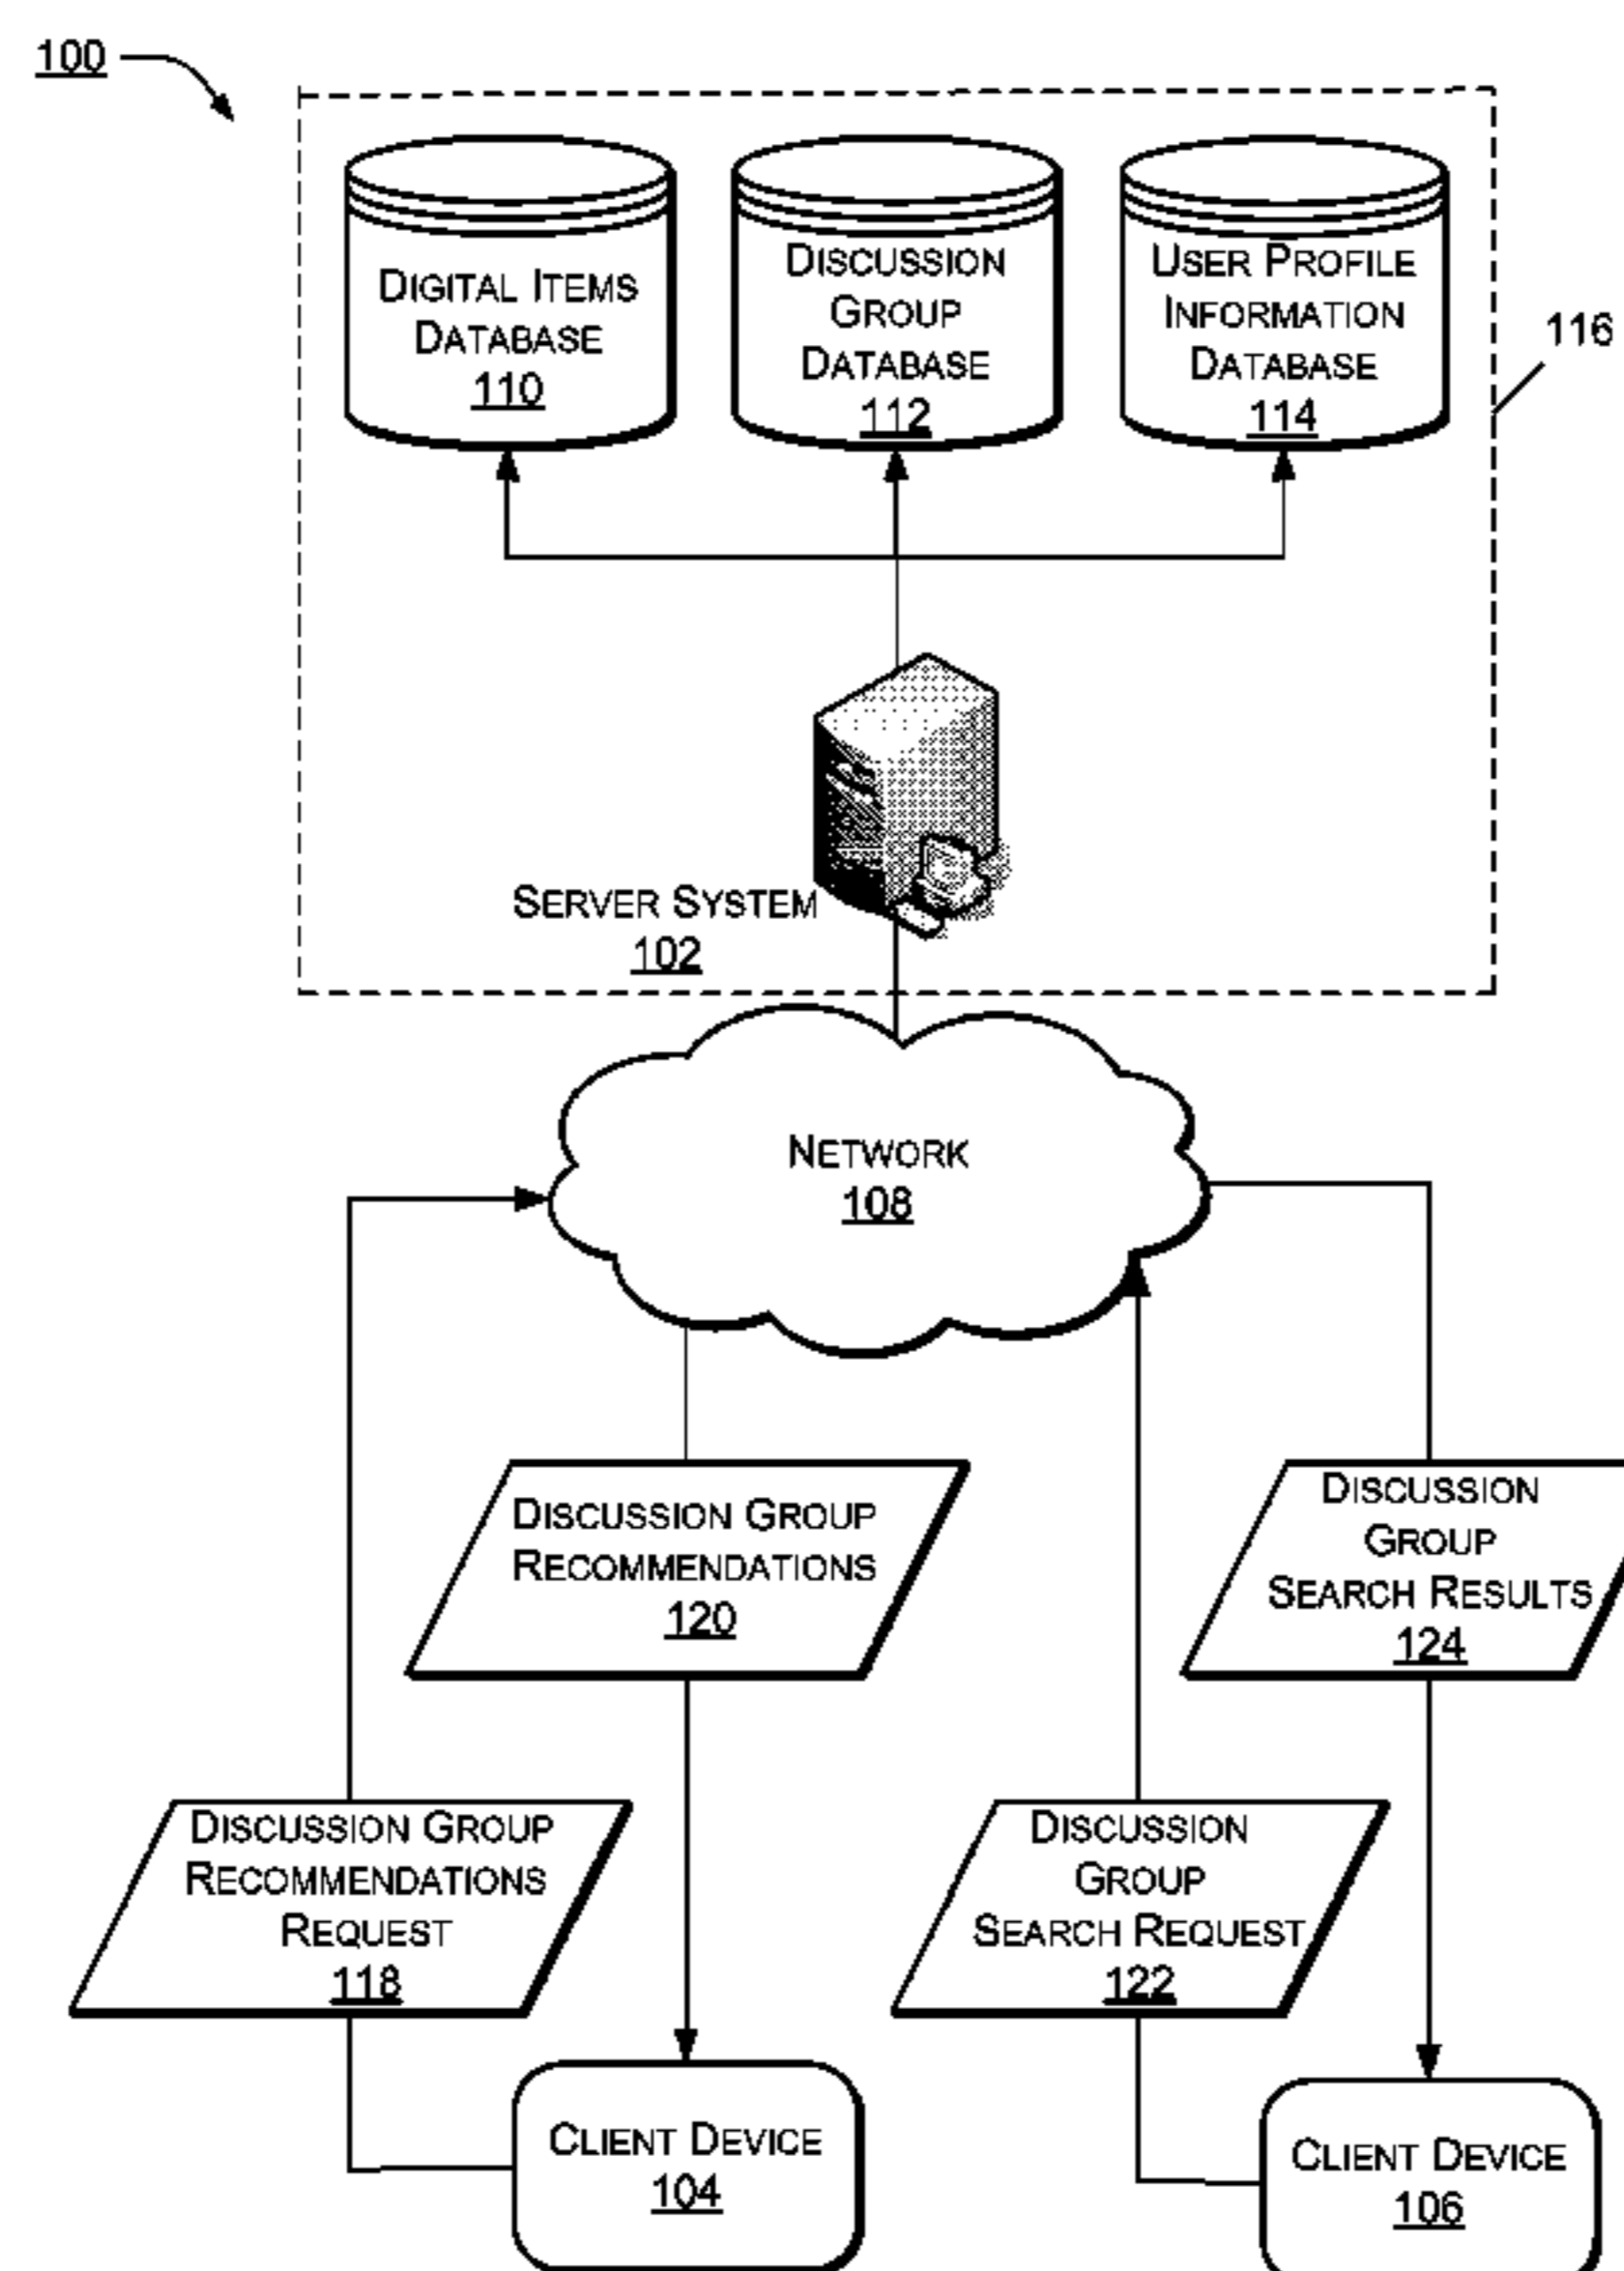 100
DIGITAL ITEMS
DATABASE
110
DISCUSSION
GROUP
DATABASE
112
USER PROFILE
INFORMATION
DATABASE
114
116
SERVER SYSTEM
102
NETWORK
108
DISCUSSION GROUP
RECOMMENDATIONS
120
DISCUSSION
GROUP
SEARCH RESULTS
124
DISCUSSION GROUP
RECOMMENDATIONS
REQUEST
118
DISCUSSION
GROUP
SEARCH REQUEST
122
CLIENT DEVICE
104
CLIENT DEVICE
106